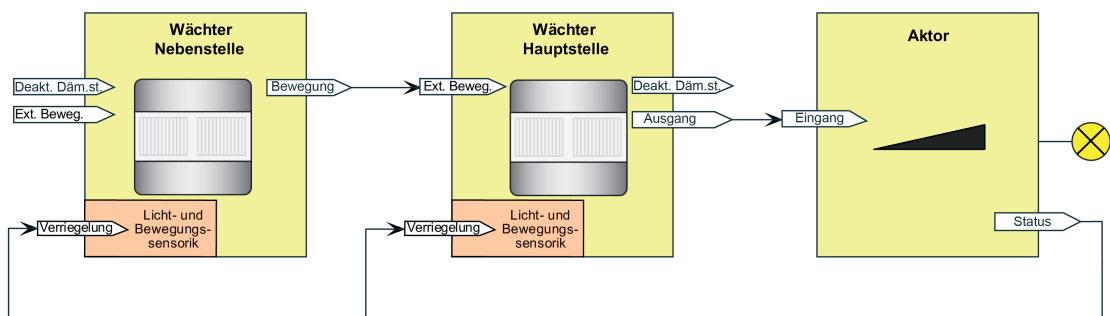 Wächter
Nebenstelle
Deakt. Däm.st.
Ext. Beweg.
Bewegung
Verriegelung
Licht- und
Bewegungs-
sensorik
Wächter
Hauptstelle
Ext. Beweg.
Deakt. Däm.st.
Ausgang
Verriegelung
Licht- und
Bewegungs-
sensorik
Aktor
Eingang
Status